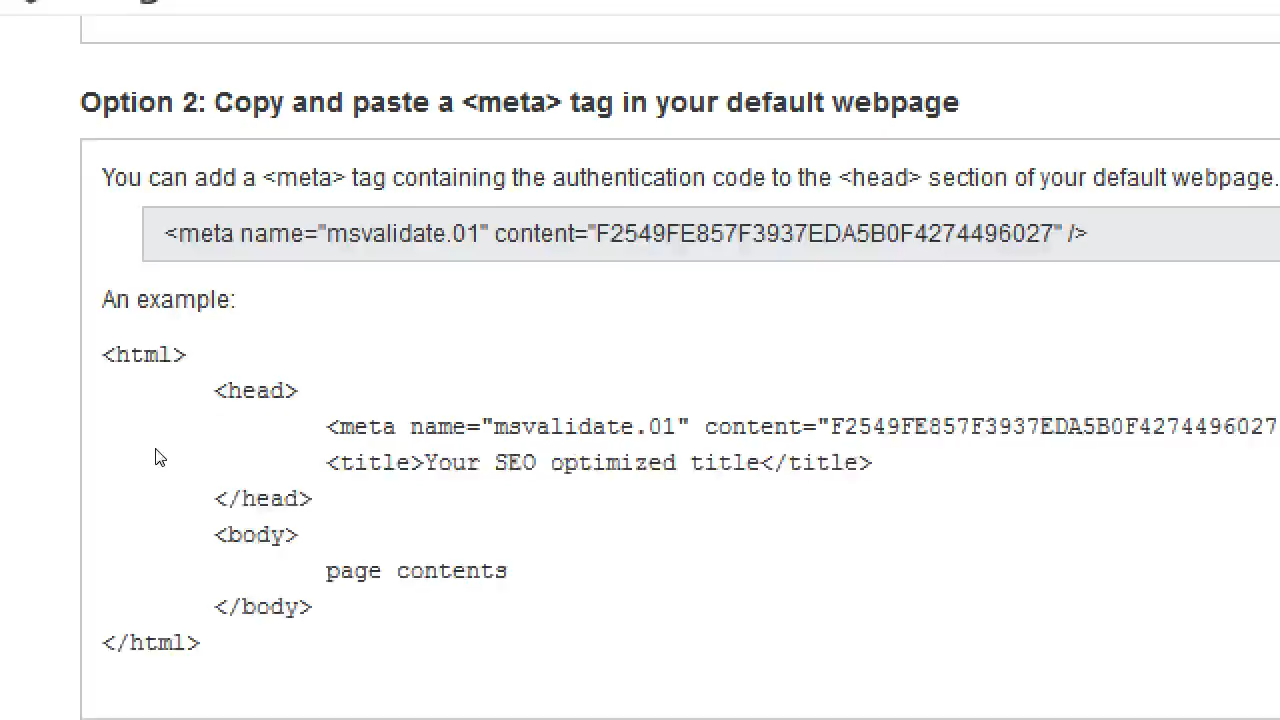 Option 2: Copy and paste a <meta> tag in your default webpage
You can add a <meta> tag containing the authentication code to the <head> section of your default webpage.
<meta name="msvalidate.01" content="F2549FE857F3937EDA5B0F4274496027" />
An example:
<html>
<head>
<meta name="msvalidate.01" content="F2549FE857F3937EDA5B0F4274496027
<title>Your SEO optimized title</title>
</head>
<body>
page contents
</body>
</html>